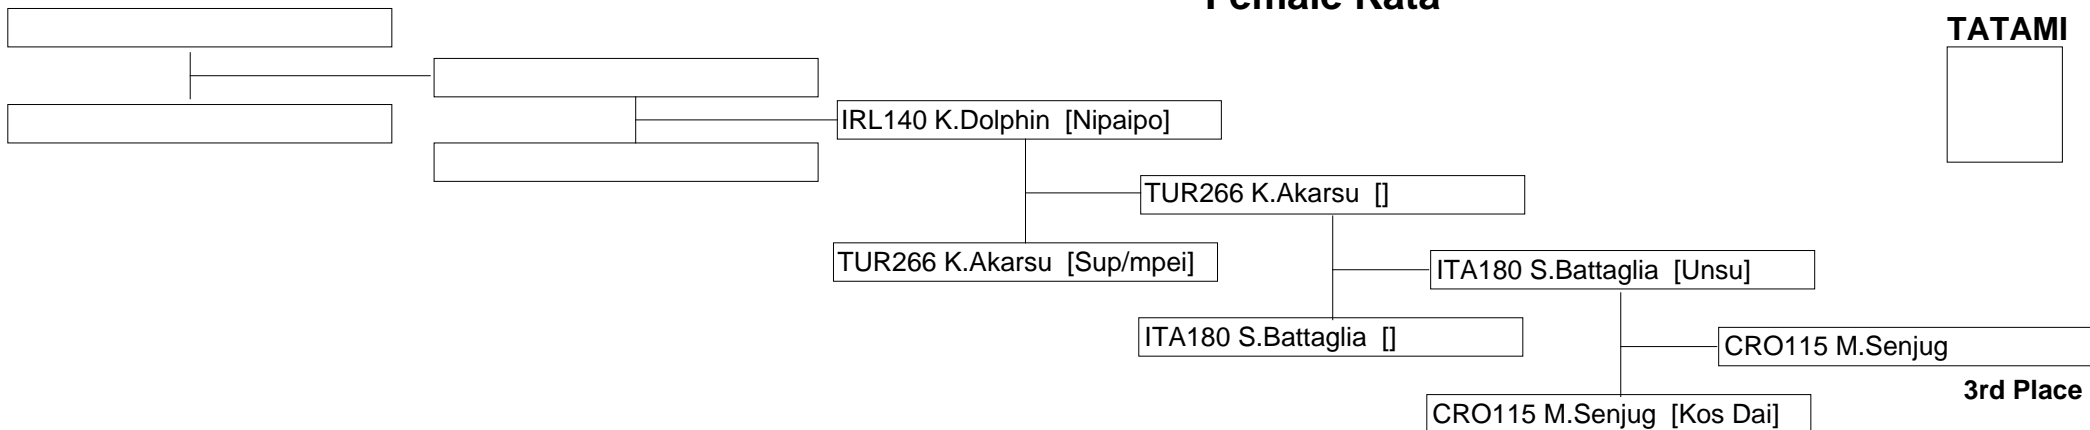 Female Kata
TATAMI
IRL140 K.Dolphin [Nipaipo]
TUR266 K.Akarsu []
TUR266 K.Akarsu [Sup/mpei]
ITA180 S.Battaglia [Unsu]
ITA180 S.Battaglia []
CRO115 M.Senjug
3rd Place
CRO115 M.Senjug [Kos Dai]